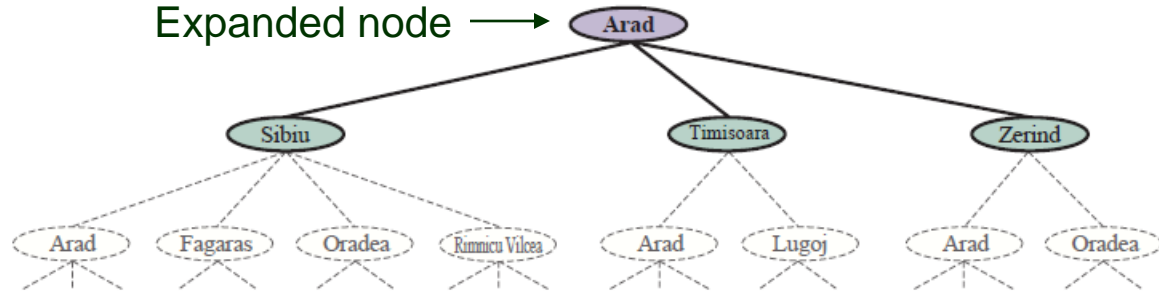 Expanded node
Arad
Sibiu Timisoara Zerind
Arad Fagaras Oradea Rimnicu Vilcea Arad Lugoj Arad Oradea